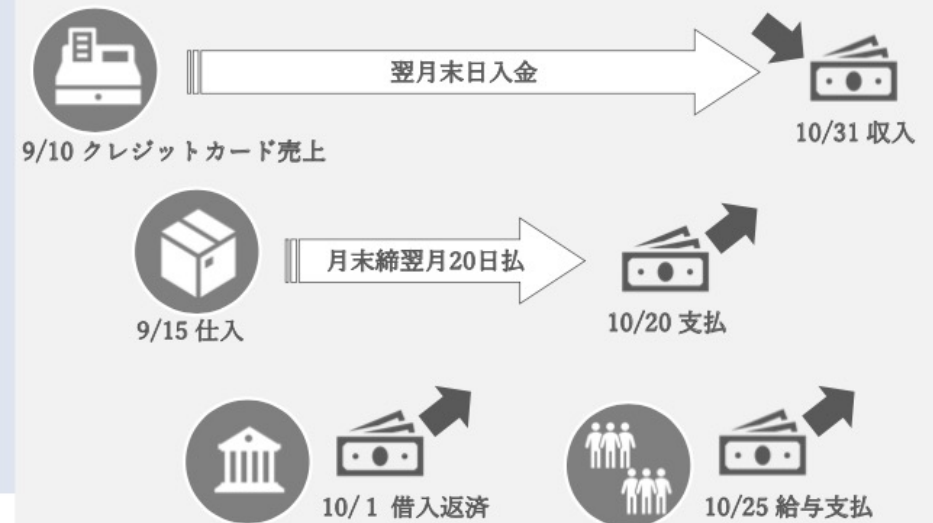 翌月末日入金
10/31 収入
9/10 クレジットカード売上
月末締翌月20日払
10/20 支払
9/15 仕入
10/1 借入返済
10/25 給与支払